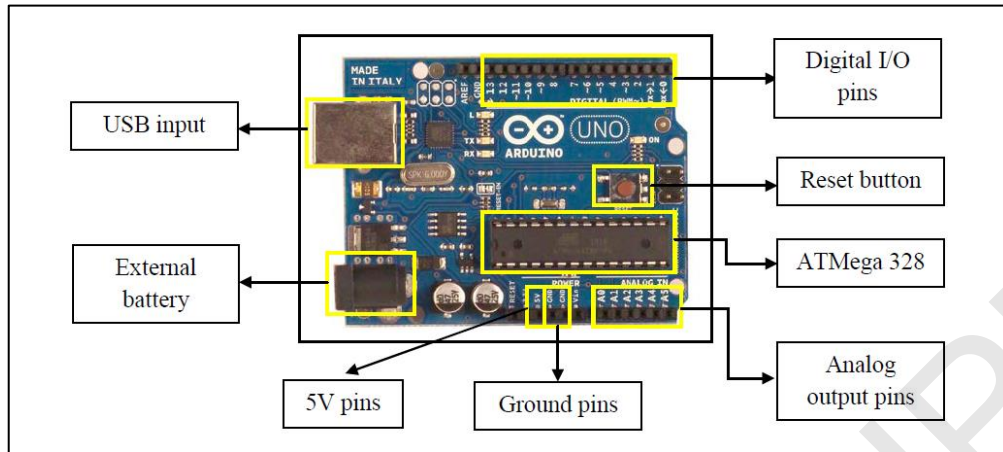 MADE
IN ITALY
AREF
GND
13
12
~11
~10
~9
8
7
~6
~5
4
~3
2
TX→1
RX←0
DIGITAL (PWM~)
L
TX
RX
ARDUINO
UNO
ON
RESET-EN
RESET
RESET
5V
GND
GND
Vin
POWER
ANALOG IN
A0
A1
A2
A3
A4
A5
Digital I/O
pins
USB input
Reset button
ATMega 328
External
battery
5V pins
Ground pins
Analog
output pins